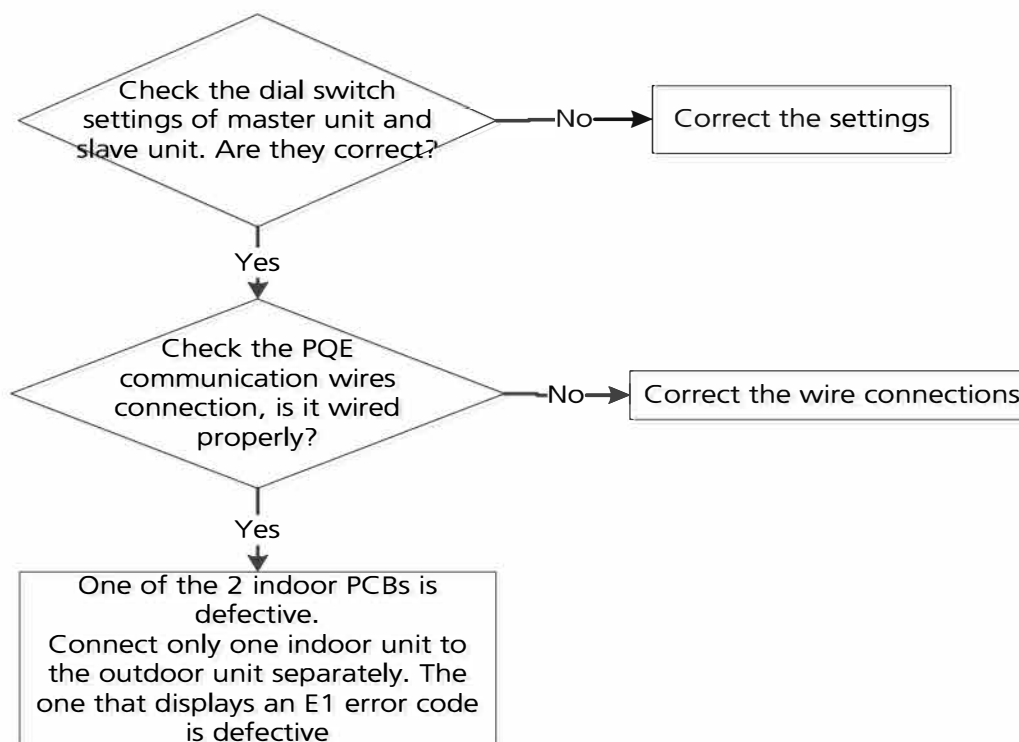 Check the dial switch
settings of master unit and
slave unit. Are they correct?
No
Correct the settings
Yes
Check the PQE
communication wires
connection, is it wired
properly?
No
Correct the wire connections
Yes
One of the 2 indoor PCBs is
defective.
Connect only one indoor unit to
the outdoor unit separately. The
one that displays an E1 error code
is defective